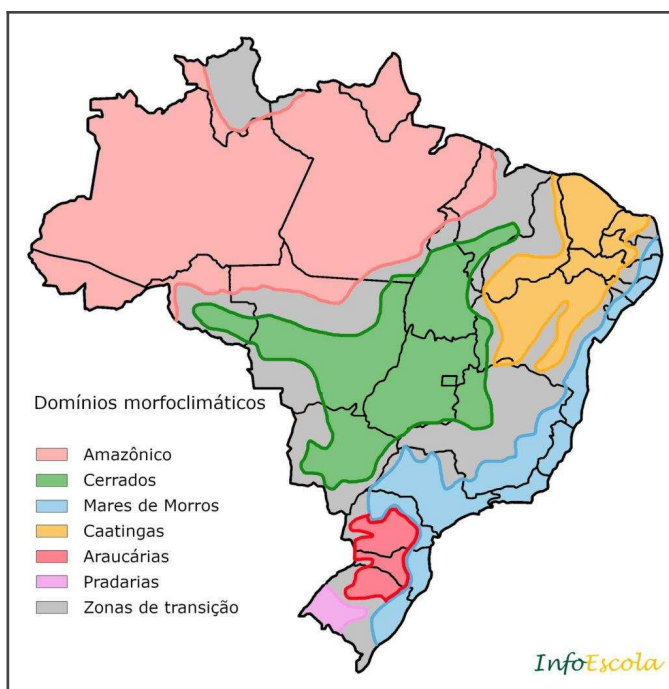 Domínios morfoclimáticos
Amazônico
Cerrados
Mares de Morros
Caatingas
Araucárias
Pradarias
Zonas de transição
InfoEscola